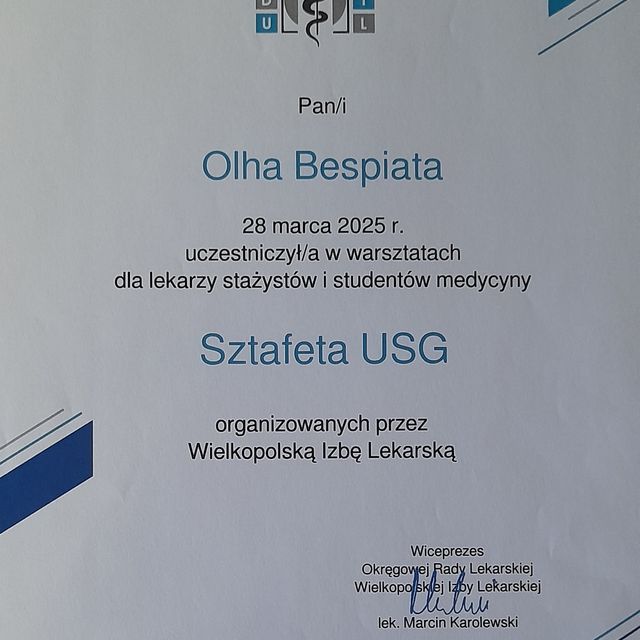 D
I
U
L
Pan/i
Olha Bespiata
28 marca 2025 r.
uczestniczył/a w warsztatach
dla lekarzy stażystów i studentów medycyny
Sztafeta USG
organizowanych przez
Wielkopolską Izbę Lekarską
Wiceprezes
Okręgowej Rady Lekarskiej
Wielkopolskiej Izby Lekarskiej
lek. Marcin Karolewski